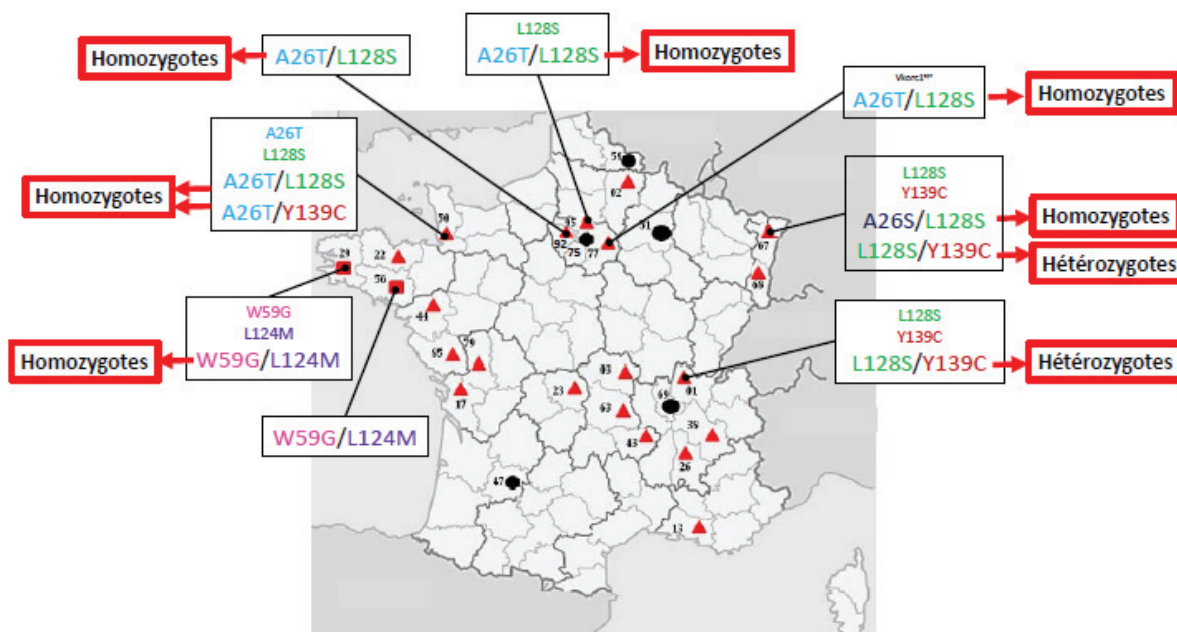 Homozygotes
A26T/L128S
L128S
A26T/L128S
Homozygotes
A26T/L128S
Homozygotes
A26T
L128S
A26T/L128S
A26T/Y139C
Homozygotes
L128S
Y139C
A26S/L128S
L128S/Y139C
Homozygotes
Hétérozygotes
W59G
L124M
W59G/L124M
Homozygotes
W59G/L124M
L128S
Y139C
L128S/Y139C
Hétérozygotes
59
02
50
95
92
75
77
51
67
68
29
22
56
44
85
79
17
23
03
63
43
69
01
38
26
47
13